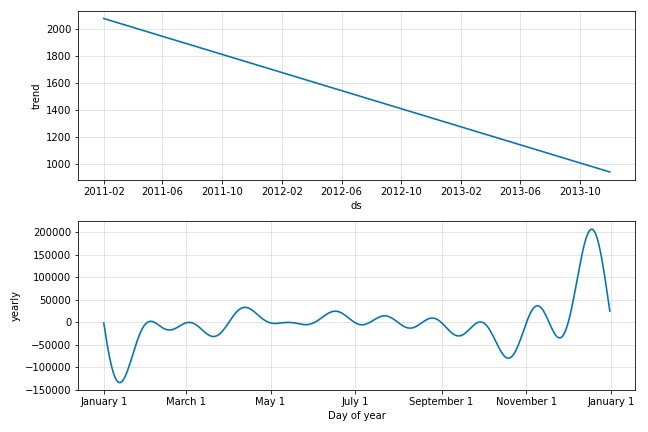 2000
1800
1600
1400
1200
1000
trend
2011-02 2011-06 2011-10 2012-02 2012-06 2012-10 2013-02 2013-06 2013-10
ds
200000
150000
100000
50000
0
−50000
−100000
−150000
yearly
January 1 March 1 May 1 July 1 September 1 November 1 January 1
Day of year